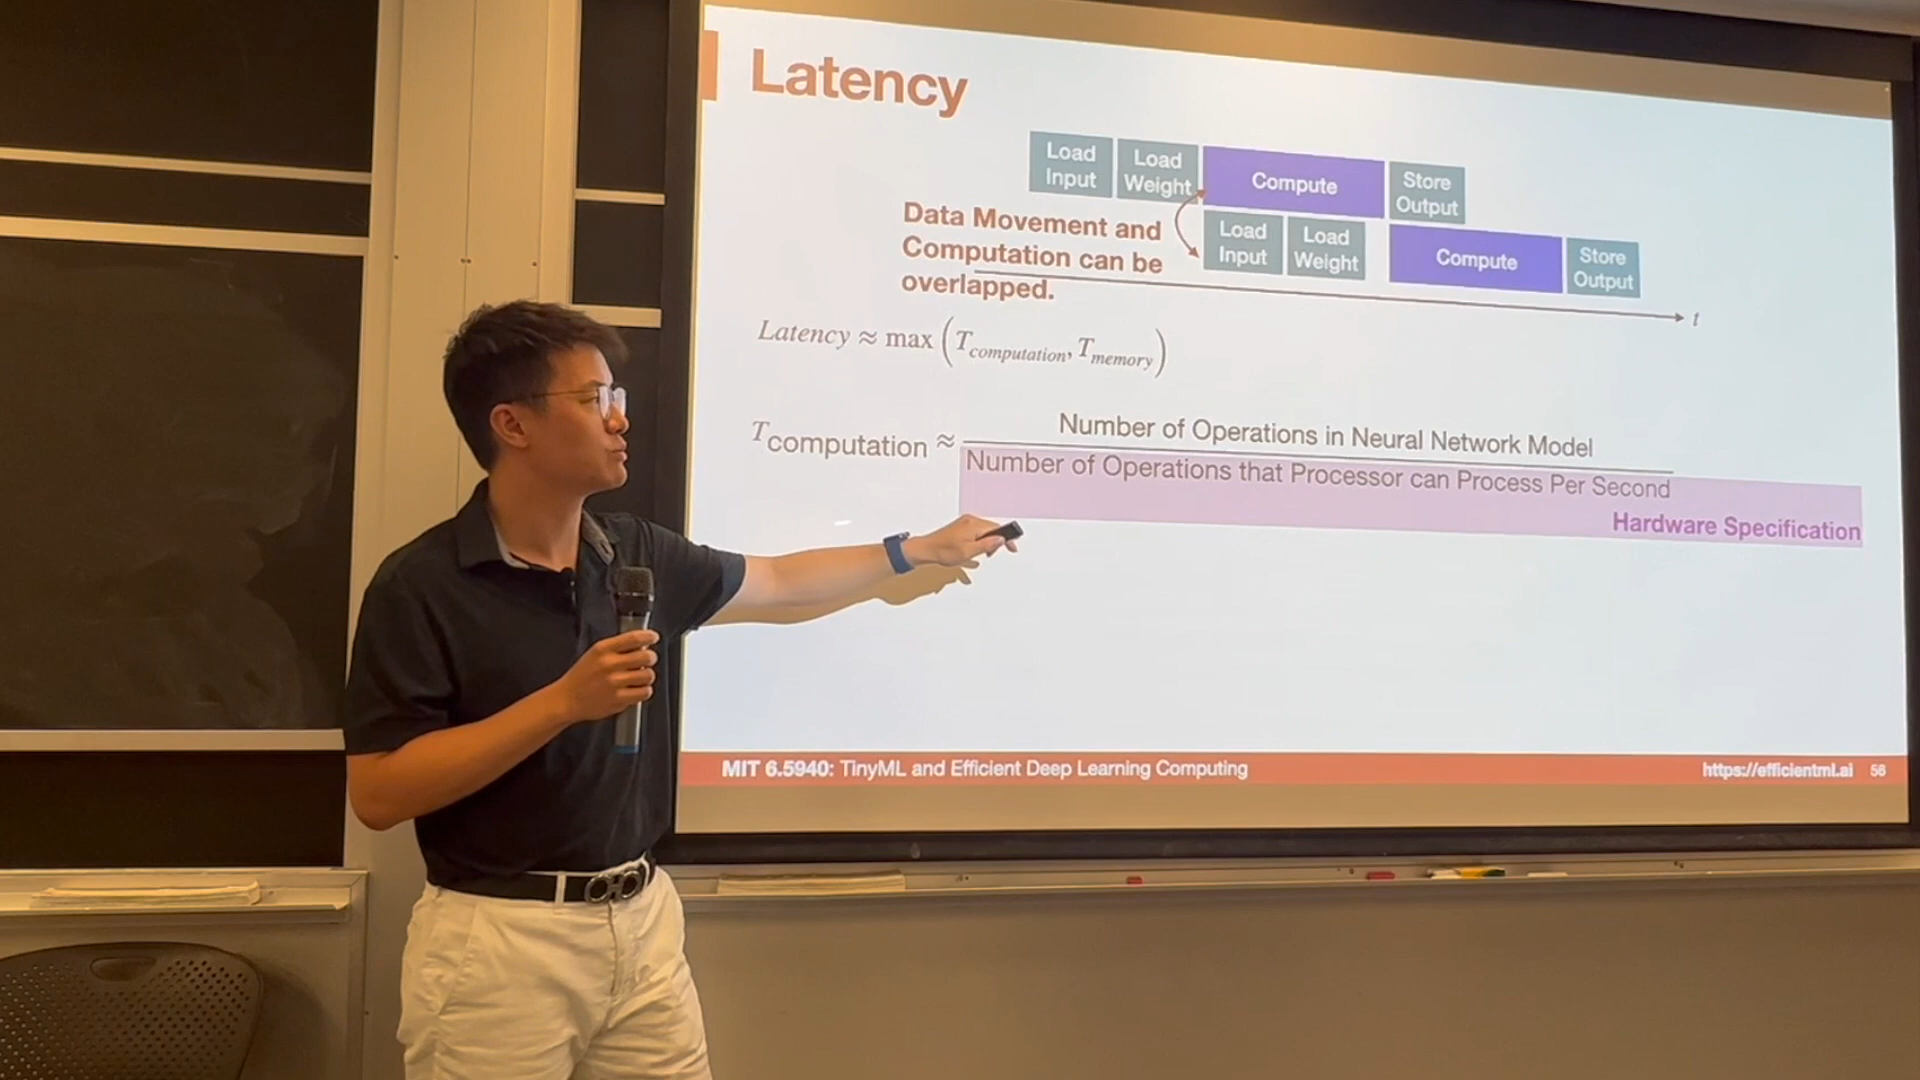 Latency
Load
Input
Load
Weight
Compute
Store
Output
Data Movement and
Computation can be
overlapped.
Load
Input
Load
Weight
Compute
Store
Output
t
Latency ≈ max (T_computation, T_memory)
T_computation ≈
Number of Operations in Neural Network Model
Number of Operations that Processor can Process Per Second
Hardware Specification
MIT 6.5940: TinyML and Efficient Deep Learning Computing
https://efficientml.ai 56